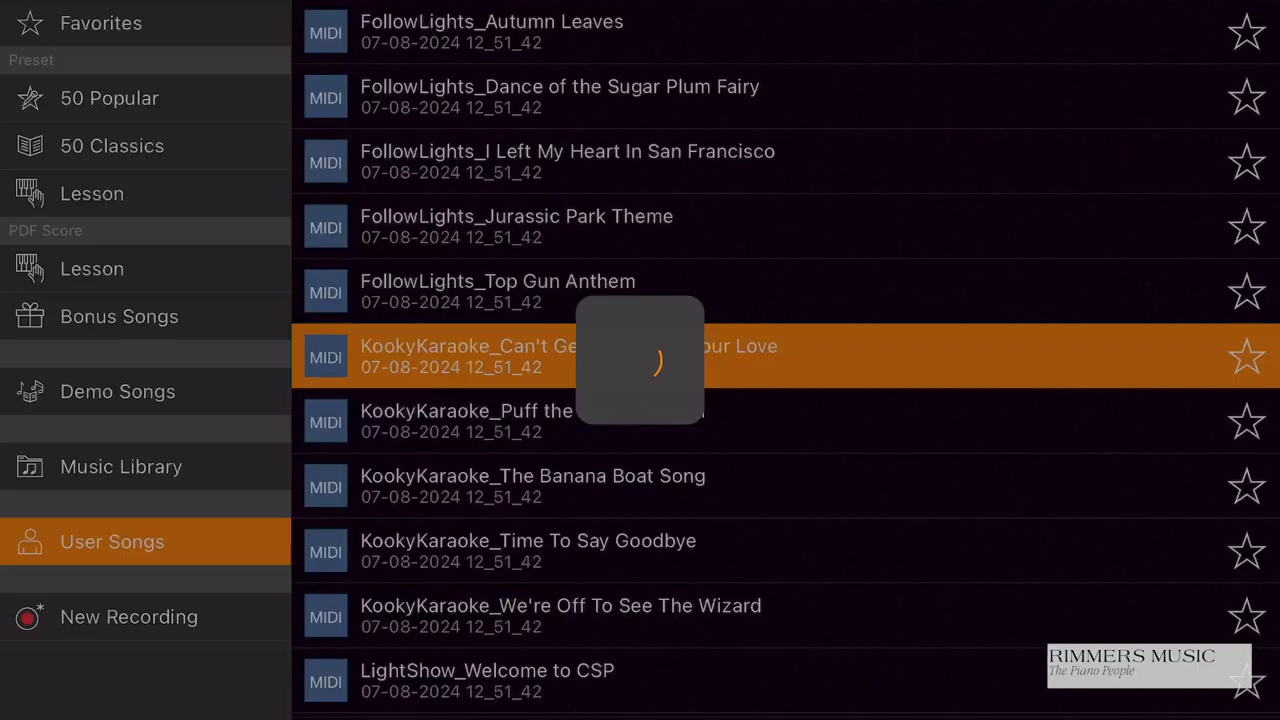 Favorites
Preset
50 Popular
50 Classics
Lesson
PDF Score
Lesson
Bonus Songs
Demo Songs
Music Library
User Songs
New Recording
MIDI
FollowLights_Autumn Leaves
07-08-2024 12_51_42
MIDI
FollowLights_Dance of the Sugar Plum Fairy
07-08-2024 12_51_42
MIDI
FollowLights_I Left My Heart In San Francisco
07-08-2024 12_51_42
MIDI
FollowLights_Jurassic Park Theme
07-08-2024 12_51_42
MIDI
FollowLights_Top Gun Anthem
07-08-2024 12_51_42
MIDI
KookyKaraoke_Can't Ge our Love
07-08-2024 12_51_42
MIDI
KookyKaraoke_Puff the
07-08-2024 12_51_42
MIDI
KookyKaraoke_The Banana Boat Song
07-08-2024 12_51_42
MIDI
KookyKaraoke_Time To Say Goodbye
07-08-2024 12_51_42
MIDI
KookyKaraoke_We're Off To See The Wizard
07-08-2024 12_51_42
MIDI
LightShow_Welcome to CSP
07-08-2024 12_51_42
RIMMERS MUSIC
The Piano People